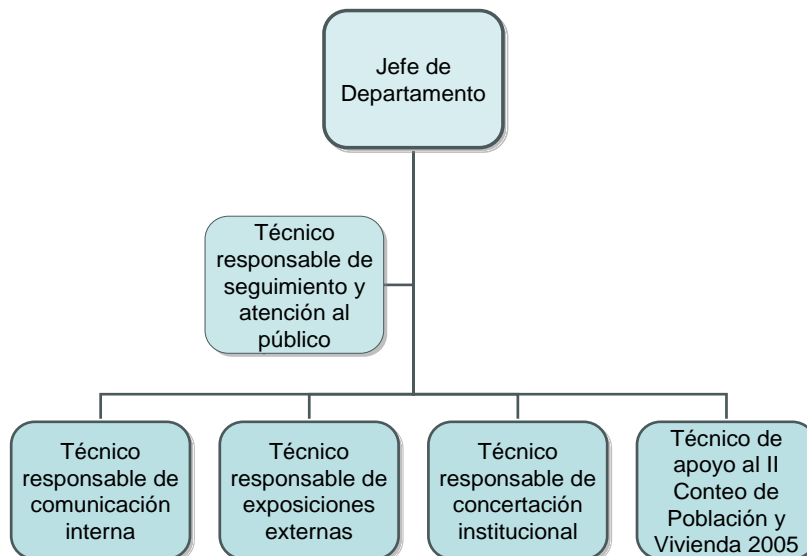 Jefe de
Departamento
Técnico
responsable de
seguimiento y
atención al
público
Técnico
responsable de
comunicación
interna
Técnico
responsable de
exposiciones
externas
Técnico
responsable de
concertación
institucional
Técnico de
apoyo al II
Conteo de
Población y
Vivienda 2005